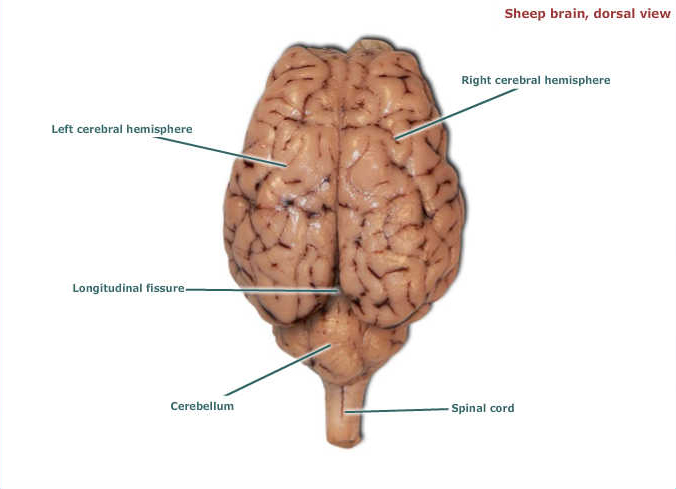 Sheep brain, dorsal view
Right cerebral hemisphere
Left cerebral hemisphere
Longitudinal fissure
Cerebellum
Spinal cord